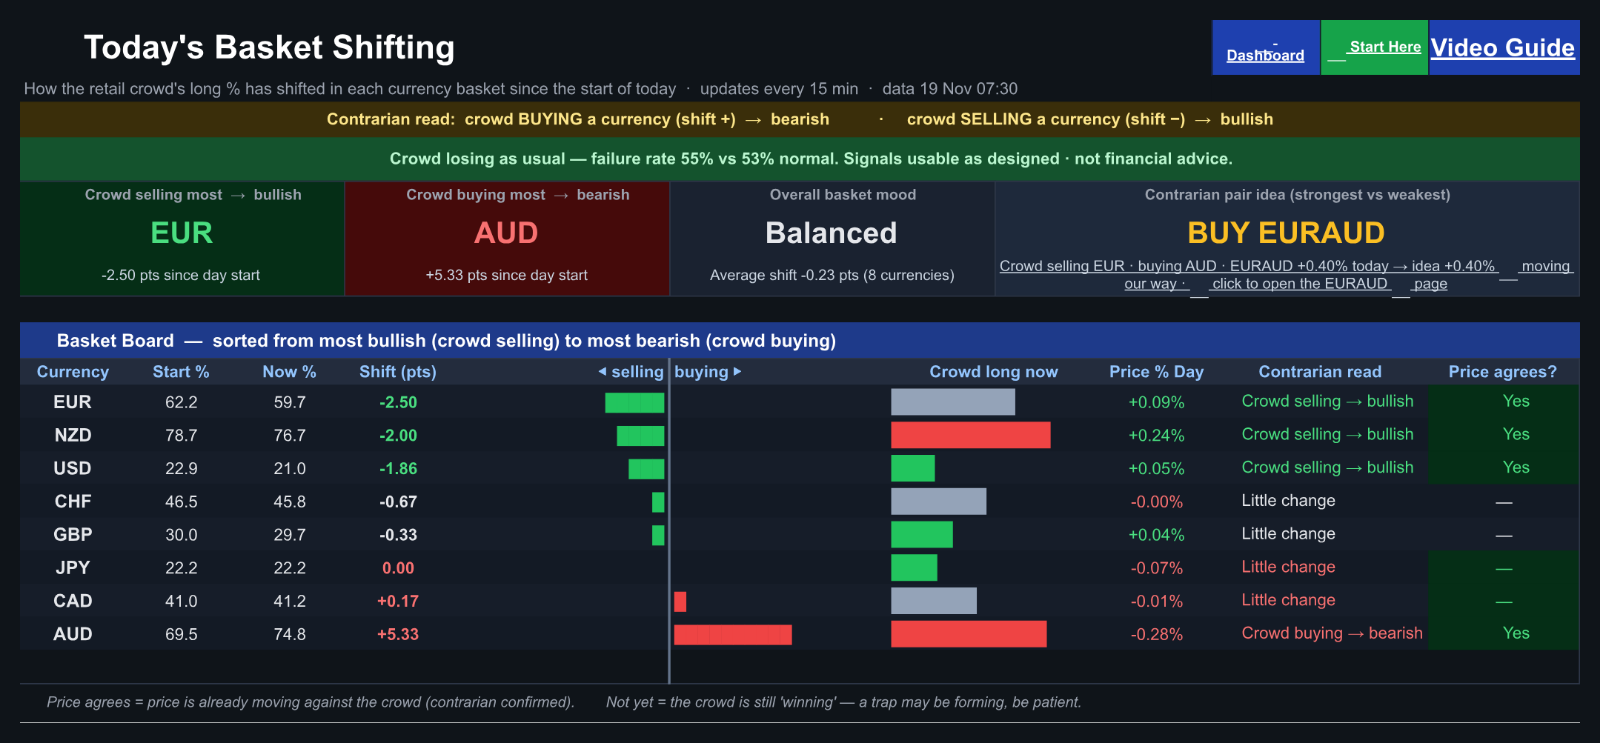 Today's Basket Shifting
Dashboard
Start Here
Video Guide
How the retail crowd's long % has shifted in each currency basket since the start of today · updates every 15 min · data 19 Nov 07:30
Contrarian read: crowd BUYING a currency (shift +) → bearish · crowd SELLING a currency (shift −) → bullish
Crowd losing as usual — failure rate 55% vs 53% normal. Signals usable as designed · not financial advice.
Crowd selling most → bullish
EUR
-2.50 pts since day start
Crowd buying most → bearish
AUD
+5.33 pts since day start
Overall basket mood
Balanced
Average shift -0.23 pts (8 currencies)
Contrarian pair idea (strongest vs weakest)
BUY EURAUD
Crowd selling EUR · buying AUD · EURAUD +0.40% today → idea +0.40% __ moving
our way · __ click to open the EURAUD __ page
Basket Board — sorted from most bullish (crowd selling) to most bearish (crowd buying)
Currency Start % Now % Shift (pts) ◄ selling buying ► Crowd long now Price % Day Contrarian read Price agrees?
EUR 62.2 59.7 -2.50 +0.09% Crowd selling → bullish Yes
NZD 78.7 76.7 -2.00 +0.24% Crowd selling → bullish Yes
USD 22.9 21.0 -1.86 +0.05% Crowd selling → bullish Yes
CHF 46.5 45.8 -0.67 -0.00% Little change —
GBP 30.0 29.7 -0.33 +0.04% Little change —
JPY 22.2 22.2 0.00 -0.07% Little change —
CAD 41.0 41.2 +0.17 -0.01% Little change —
AUD 69.5 74.8 +5.33 -0.28% Crowd buying → bearish Yes
Price agrees = price is already moving against the crowd (contrarian confirmed). Not yet = the crowd is still 'winning' — a trap may be forming, be patient.